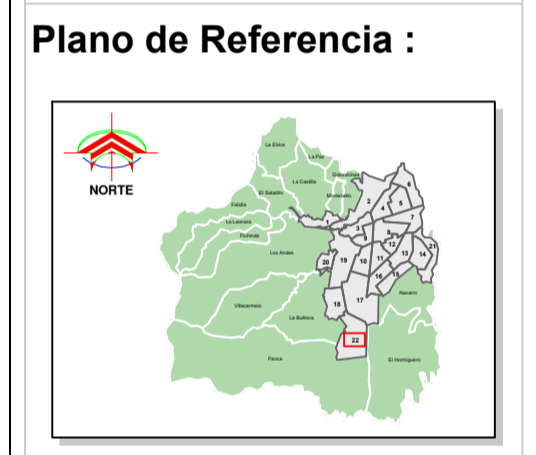 Plano de Referencia :
NORTE
La Elvira
La Paz
Golondrinas
La Castilla
Montebello
El Saladito
Felidia
La Leonera
Pichinde
Los Andes
Villacarmelo
La Buitrera
Pance
Navarro
El Hormiguero
1
2
3
4
5
6
7
8
9
10
11
12
13
14
15
16
17
18
19
20
21
22